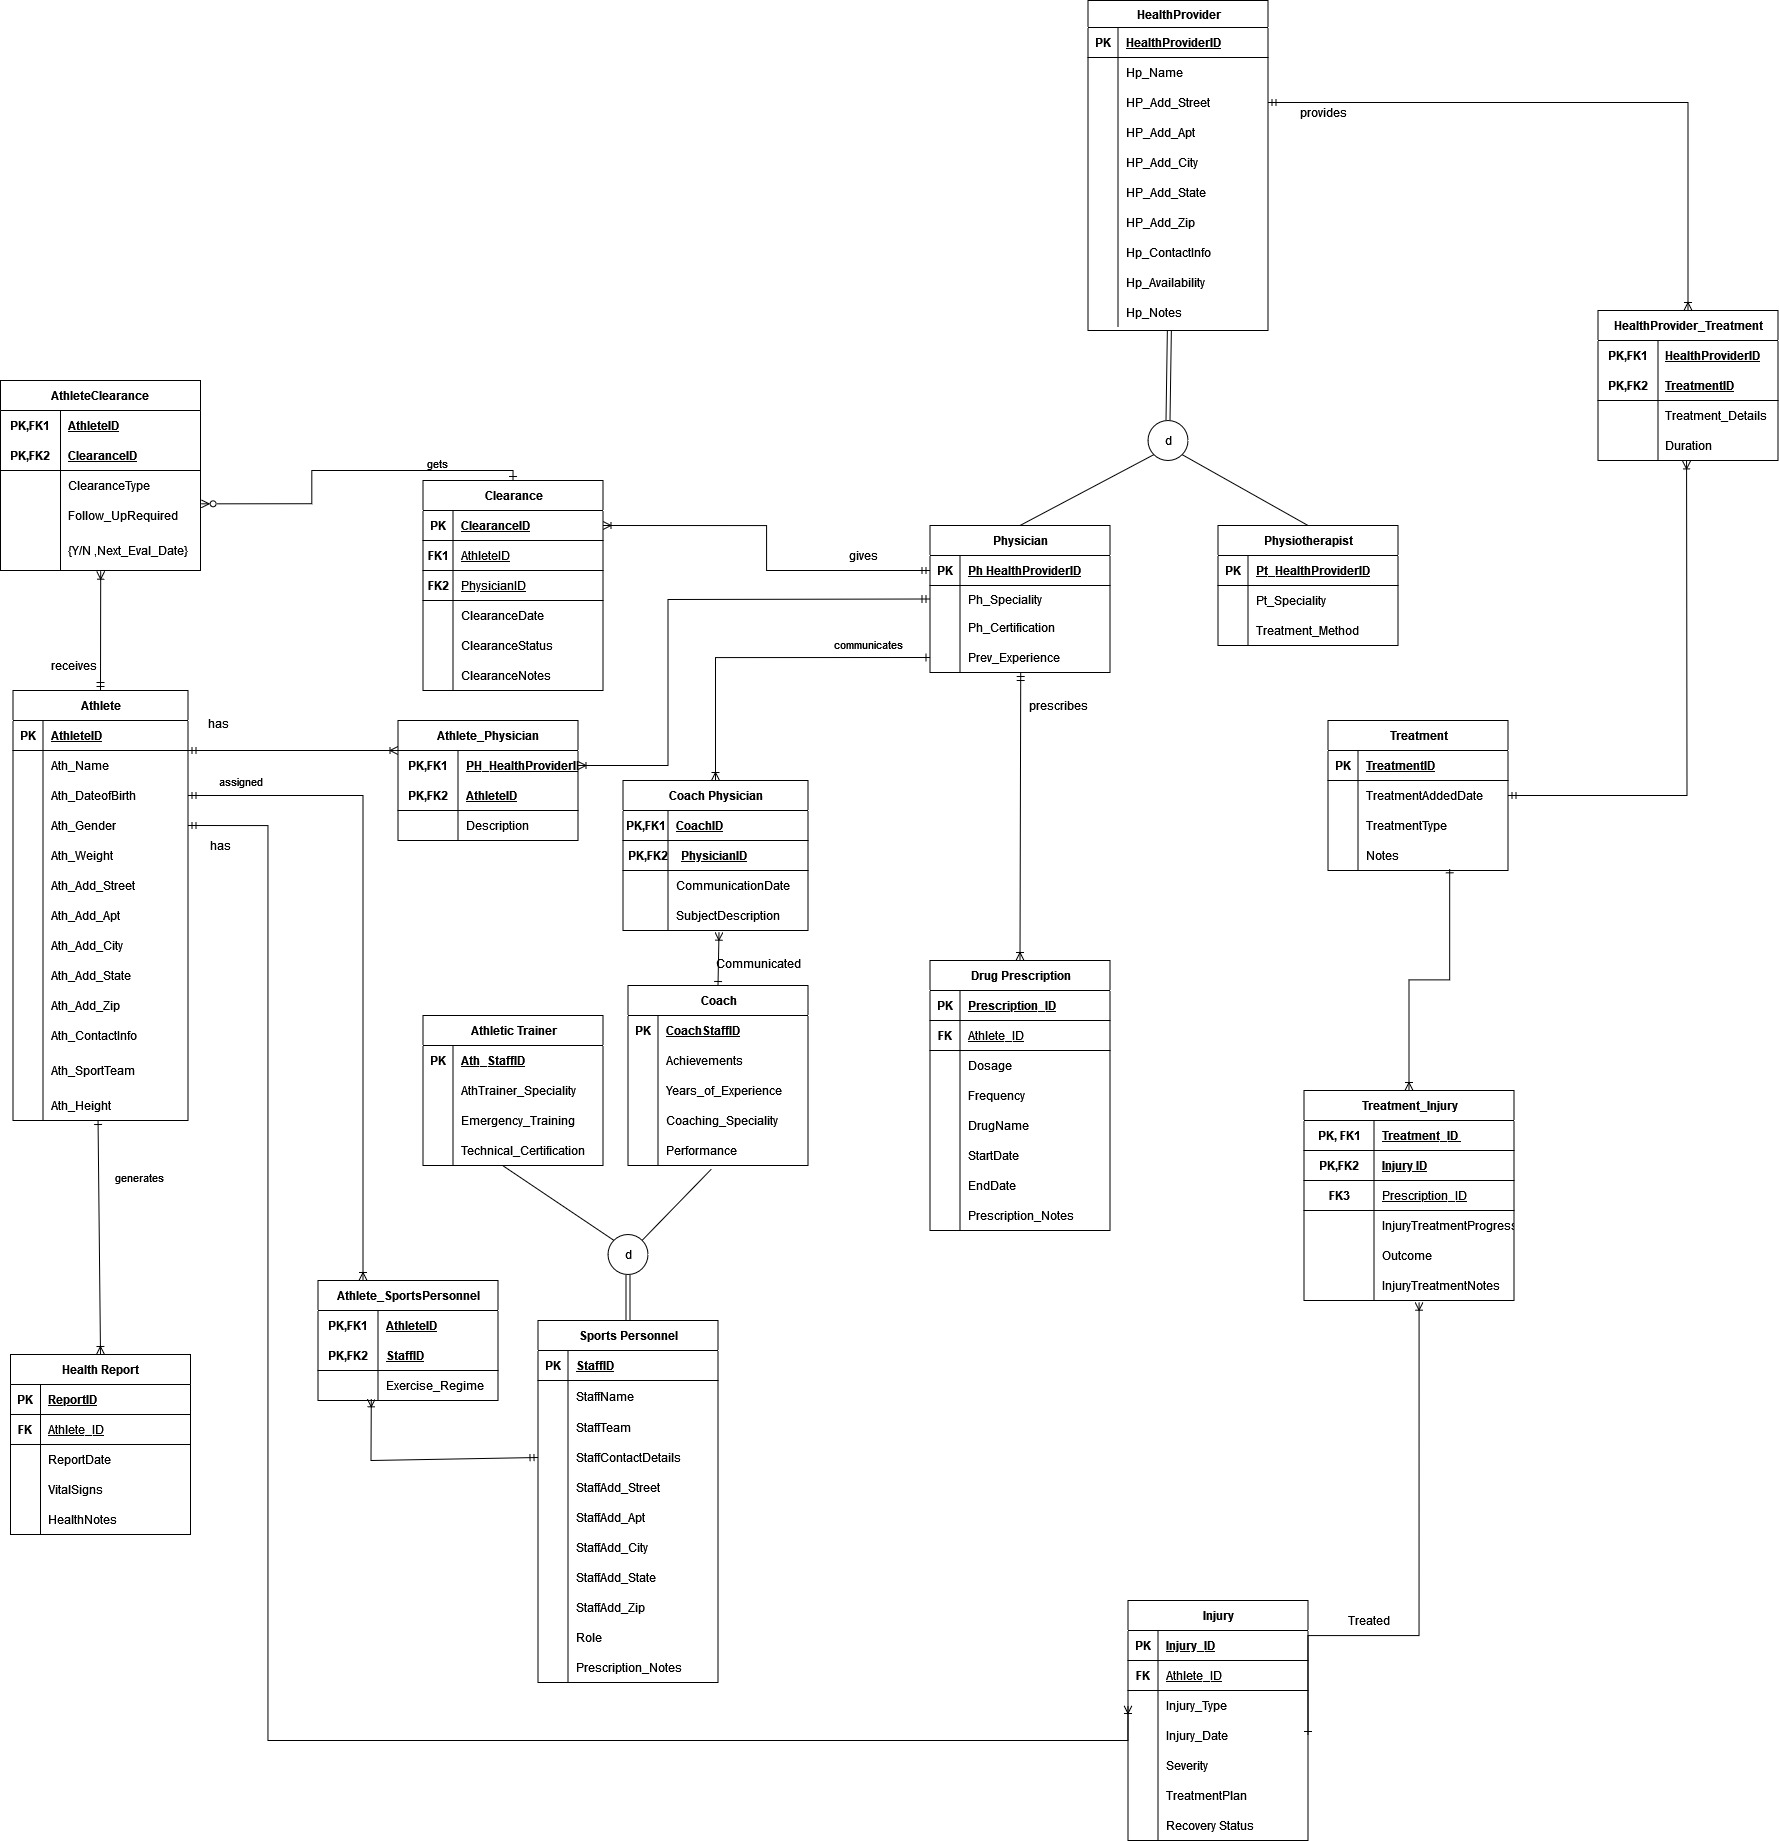 HealthProvider
PK HealthProviderID
Hp_Name
HP_Add_Street
HP_Add_Apt
HP_Add_City
HP_Add_State
HP_Add_Zip
Hp_ContactInfo
Hp_Availability
Hp_Notes
provides
HealthProvider_Treatment
PK,FK1 HealthProviderID
PK,FK2 TreatmentID
Treatment_Details
Duration
d
AthleteClearance
PK,FK1 AthleteID
PK,FK2 ClearanceID
ClearanceType
Follow_UpRequired
{Y/N ,Next_Eval_Date}
gets
Clearance
PK ClearanceID
FK1 AthleteID
FK2 PhysicianID
ClearanceDate
ClearanceStatus
ClearanceNotes
gives
Physician
PK Ph HealthProviderID
Ph_Speciality
Ph_Certification
Prev_Experience
Physiotherapist
PK Pt_HealthProviderID
Pt_Speciality
Treatment_Method
communicates
prescribes
receives
Athlete
PK AthleteID
Ath_Name
Ath_DateofBirth
Ath_Gender
Ath_Weight
Ath_Add_Street
Ath_Add_Apt
Ath_Add_City
Ath_Add_State
Ath_Add_Zip
Ath_ContactInfo
Ath_SportTeam
Ath_Height
has
assigned
has
Athlete_Physician
PK,FK1 PH_HealthProviderI
PK,FK2 AthleteID
Description
Coach Physician
PK,FK1 CoachID
PK,FK2 PhysicianID
CommunicationDate
SubjectDescription
Communicated
Treatment
PK TreatmentID
TreatmentAddedDate
TreatmentType
Notes
Athletic Trainer
PK Ath_StaffID
AthTrainer_Speciality
Emergency_Training
Technical_Certification
Coach
PK CoachStaffID
Achievements
Years_of_Experience
Coaching_Speciality
Performance
Drug Prescription
PK Prescription_ID
FK Athlete_ID
Dosage
Frequency
DrugName
StartDate
EndDate
Prescription_Notes
Treatment_Injury
PK, FK1 Treatment_ID
PK,FK2 Injury ID
FK3 Prescription_ID
InjuryTreatmentProgress
Outcome
InjuryTreatmentNotes
generates
d
Health Report
PK ReportID
FK Athlete_ID
ReportDate
VitalSigns
HealthNotes
Athlete_SportsPersonnel
PK,FK1 AthleteID
PK,FK2 StaffID
Exercise_Regime
Sports Personnel
PK StaffID
StaffName
StaffTeam
StaffContactDetails
StaffAdd_Street
StaffAdd_Apt
StaffAdd_City
StaffAdd_State
StaffAdd_Zip
Role
Prescription_Notes
Injury
PK Injury_ID
FK Athlete_ID
Injury_Type
Injury_Date
Severity
TreatmentPlan
Recovery Status
Treated